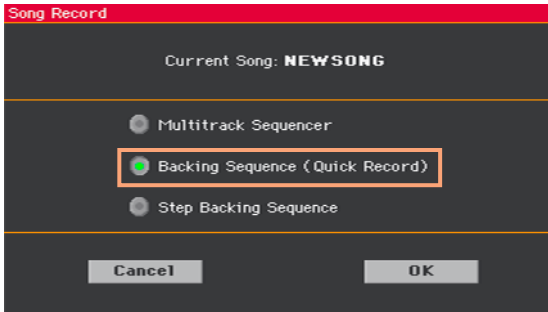 Song Record
Current Song: NEWSONG
Multitrack Sequencer
Backing Sequence (Quick Record)
Step Backing Sequence
Cancel OK